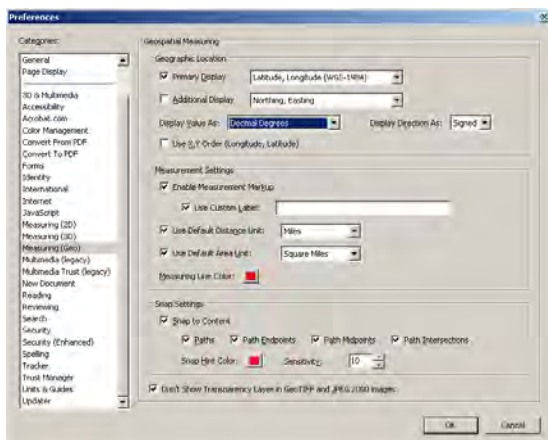 Preferences
Categories:
General
Page Display
3D & Multimedia
Accessibility
Acrobat.com
Color Management
Convert From PDF
Convert To PDF
Forms
Identity
International
Internet
JavaScript
Measuring (2D)
Measuring (3D)
Measuring (Geo)
Multimedia (legacy)
Multimedia Trust (legacy)
New Document
Reading
Reviewing
Search
Security
Security (Enhanced)
Spelling
Tracker
Trust Manager
Units & Guides
Updater
Geospatial Measuring
Geographic Location
Primary Display Latitude, Longitude (WGS-1984)
Additional Display Northing, Easting
Display Value As: Decimal Degrees Display Direction As: Signed
Use X,Y Order (Longitude, Latitude)
Measurement Settings
Enable Measurement Markup
Use Custom Label:
Use Default Distance Unit: Miles
Use Default Area Unit: Square Miles
Measuring Line Color:
Snap Settings
Snap to Content
Paths Path Endpoints Path Midpoints Path Intersections
Snap Hint Color: Sensitivity: 10
Don't Show Transparency Layer in GeoTIFF and JPEG 2000 images
OK Cancel